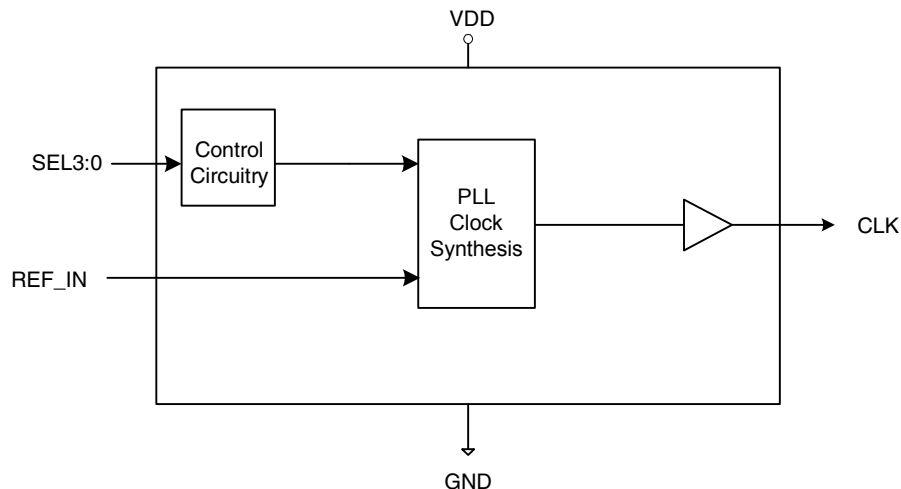 VDD
SEL3:0
Control
Circuitry
PLL
Clock
Synthesis
CLK
REF_IN
GND